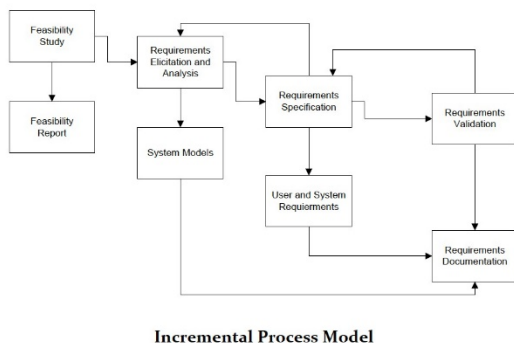 Feasibility
Study
Requirements
Elicitation and
Analysis
Requirements
Specification
Requirements
Validation
Feasibility
Report
System Models
User and System
Requierments
Requirements
Documentation
Incremental Process Model